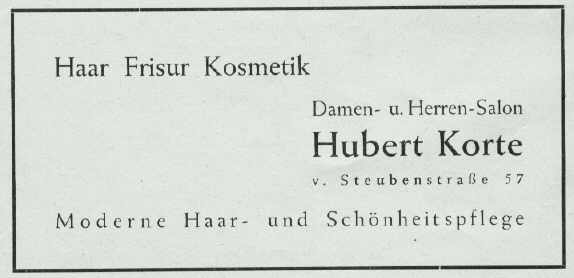 Haar Frisur Kosmetik
Damen- u. Herren-Salon
Hubert Korte
v. Steubenstraße 57
Moderne Haar- und Schönheitspflege